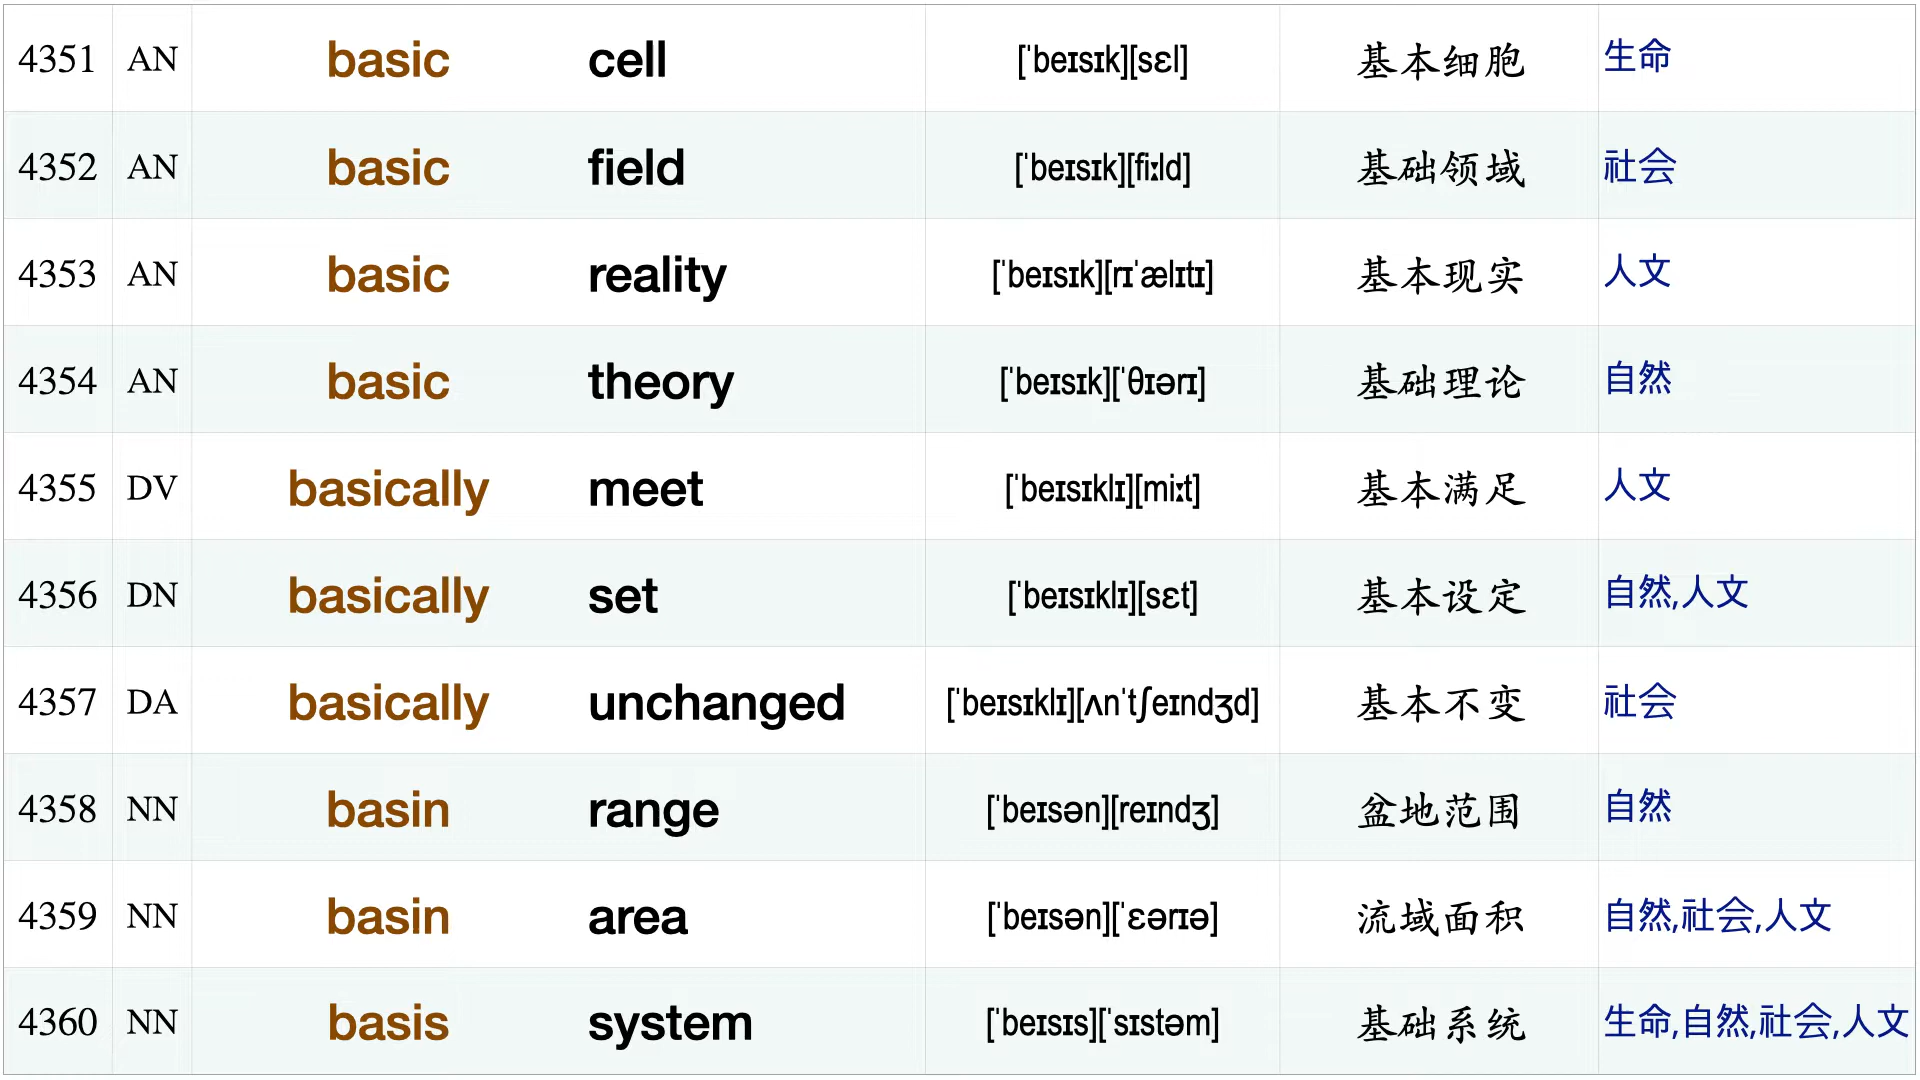 4351 AN basic cell [ˈbeɪsɪk][sɛl] 基本细胞 生命
4352 AN basic field [ˈbeɪsɪk][fiːld] 基础领域 社会
4353 AN basic reality [ˈbeɪsɪk][rɪˈælɪtɪ] 基本现实 人文
4354 AN basic theory [ˈbeɪsɪk][ˈθɪərɪ] 基础理论 自然
4355 DV basically meet [ˈbeɪsɪklɪ][miːt] 基本满足 人文
4356 DN basically set [ˈbeɪsɪklɪ][sɛt] 基本设定 自然,人文
4357 DA basically unchanged [ˈbeɪsɪklɪ][ʌnˈtʃeɪndʒd] 基本不变 社会
4358 NN basin range [ˈbeɪsən][reɪndʒ] 盆地范围 自然
4359 NN basin area [ˈbeɪsən][ˈɛərɪə] 流域面积 自然,社会,人文
4360 NN basis system [ˈbeɪsɪs][ˈsɪstəm] 基础系统 生命,自然,社会,人文